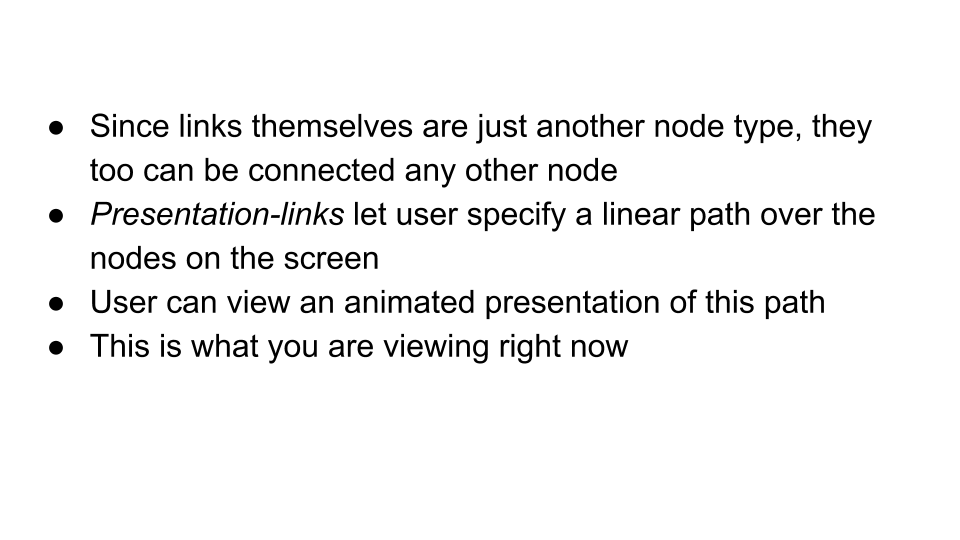 ● Since links themselves are just another node type, they
too can be connected any other node
● Presentation-links let user specify a linear path over the
nodes on the screen
● User can view an animated presentation of this path
● This is what you are viewing right now